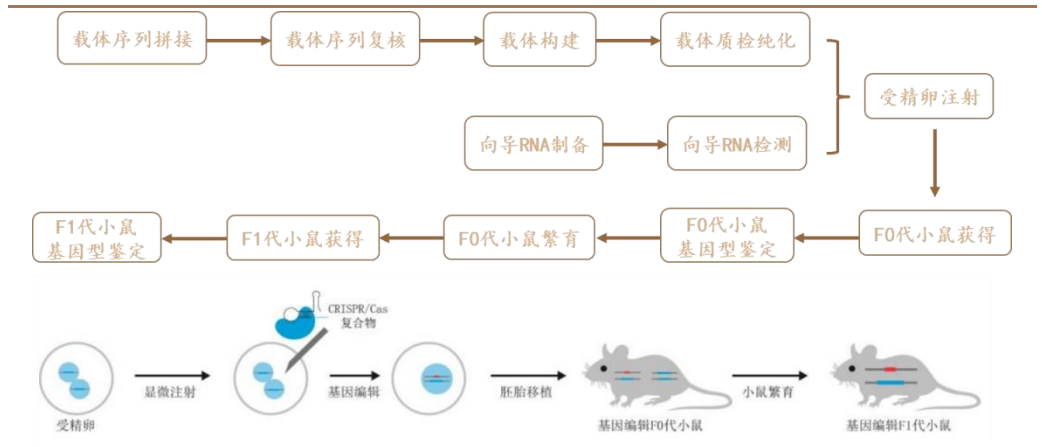 载体序列拼接
载体序列复核
载体构建
载体质检纯化
受精卵注射
向导RNA制备
向导RNA检测
F1代小鼠
基因型鉴定
F1代小鼠获得
F0代小鼠繁育
F0代小鼠
基因型鉴定
F0代小鼠获得
CRISPR/Cas
复合物
显微注射
基因编辑
胚胎移植
小鼠繁育
受精卵
基因编辑F0代小鼠
基因编辑F1代小鼠